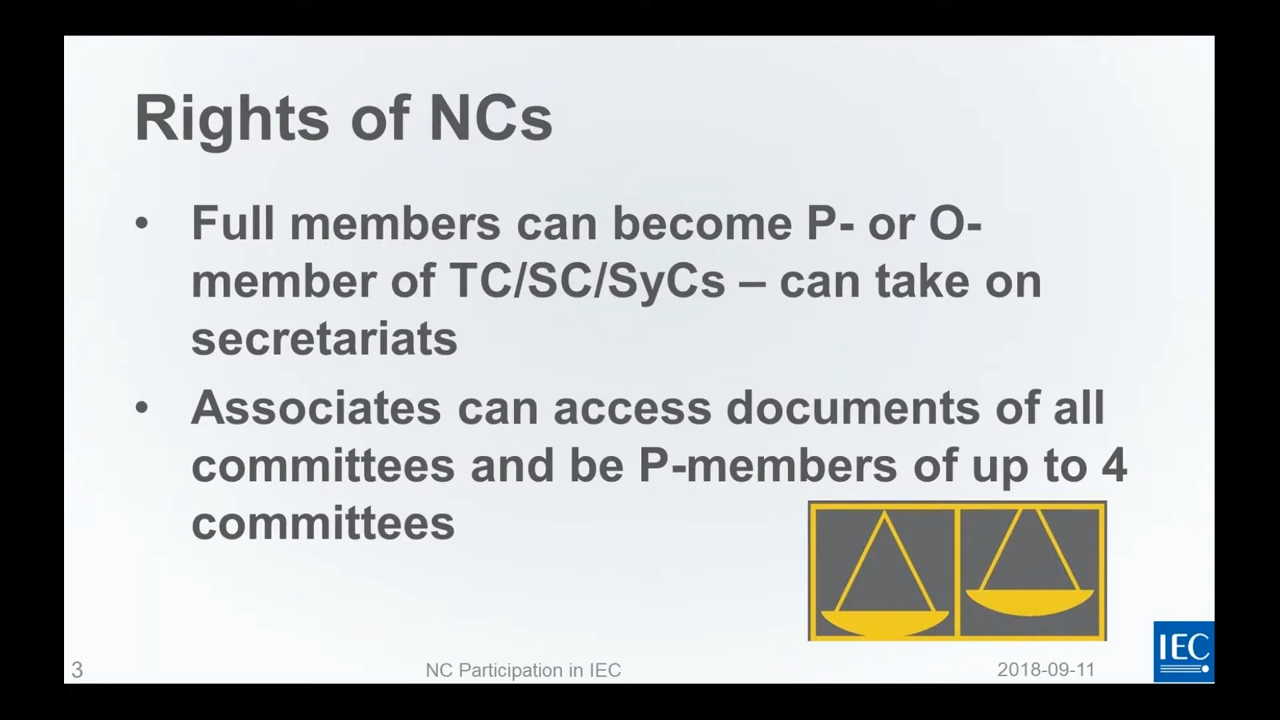 Rights of NCs
• Full members can become P- or O-
member of TC/SC/SyCs – can take on
secretariats
• Associates can access documents of all
committees and be P-members of up to 4
committees
3
NC Participation in IEC
2018-09-11
IEC